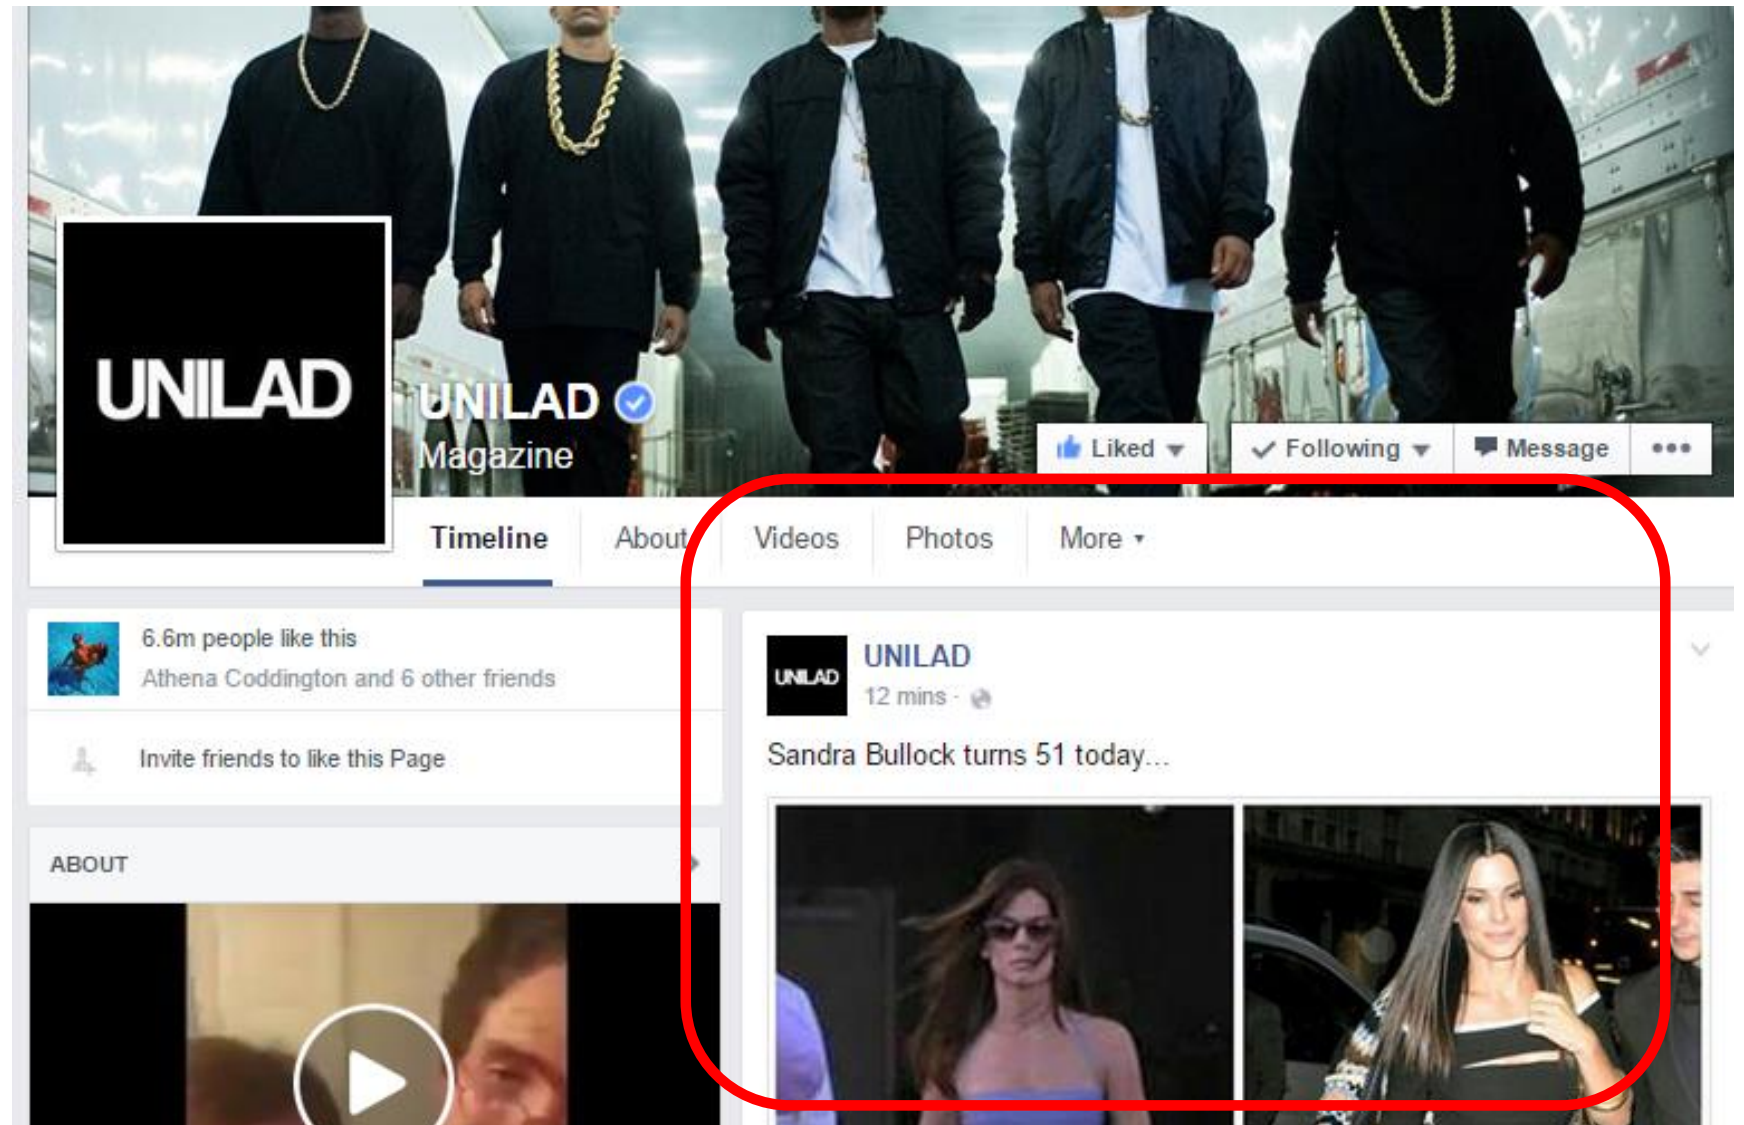 UNILAD
UNILAD
Magazine
Liked
Following
Message
Timeline
About
Videos
Photos
More
6.6m people like this
Athena Coddington and 6 other friends
Invite friends to like this Page
ABOUT
UNILAD
UNILAD
12 mins ·
Sandra Bullock turns 51 today...